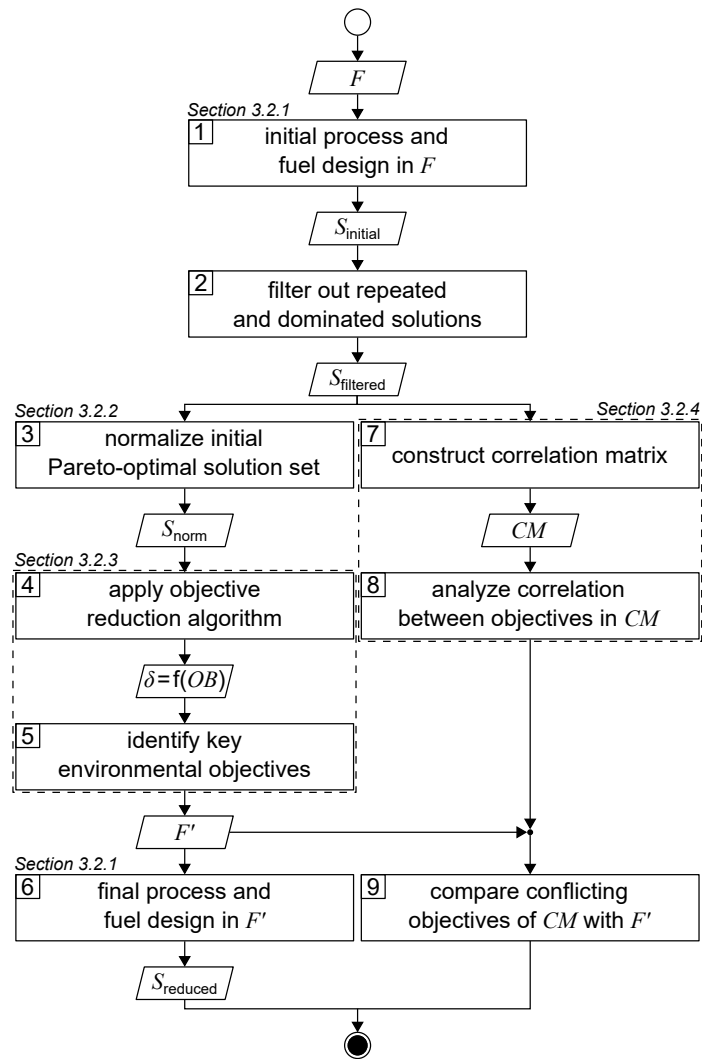 F
Section 3.2.1
1
initial process and
fuel design in F
S initial
2
filter out repeated
and dominated solutions
S filtered
Section 3.2.2
3
normalize initial
Pareto-optimal solution set
S norm
Section 3.2.3
4
apply objective
reduction algorithm
δ = f(OB)
5
identify key
environmental objectives
F'
Section 3.2.1
6
final process and
fuel design in F'
S reduced
Section 3.2.4
7
construct correlation matrix
CM
8
analyze correlation
between objectives in CM
9
compare conflicting
objectives of CM with F'